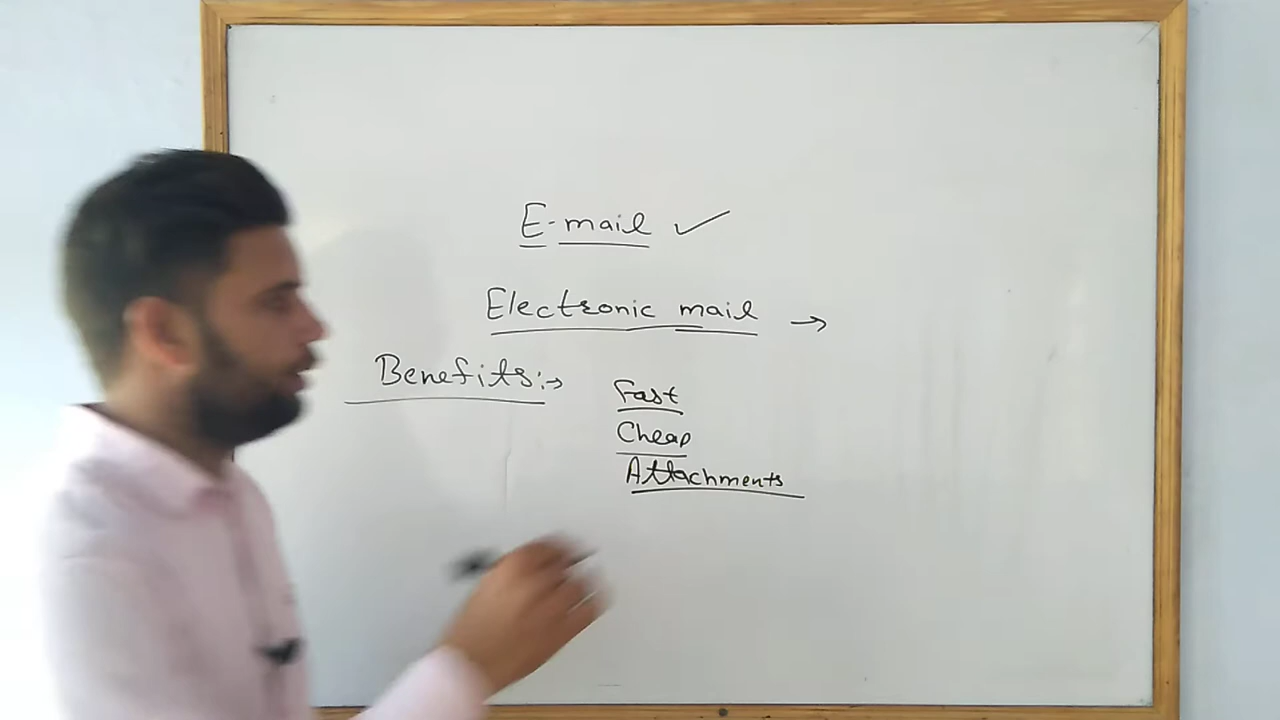 E-mail ✓
Electronic mail →
Benefits:→
Fast
Cheap
Attachments